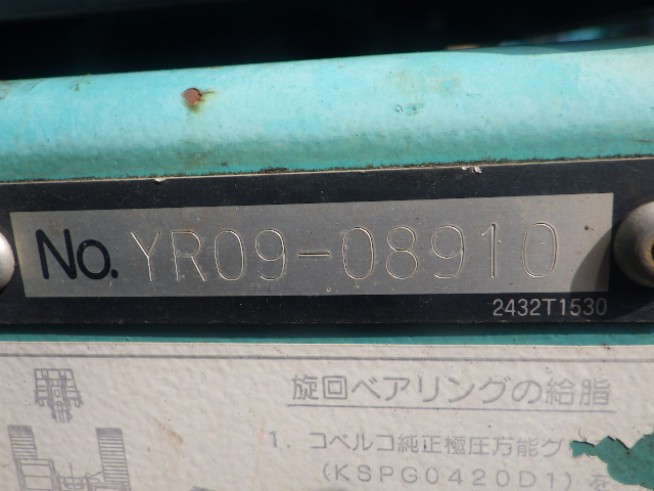 No. YR09-08910
2432T1530
旋回ベアリングの給脂
1. コベルコ純正極圧万能グ
(KSPG0420D1)を